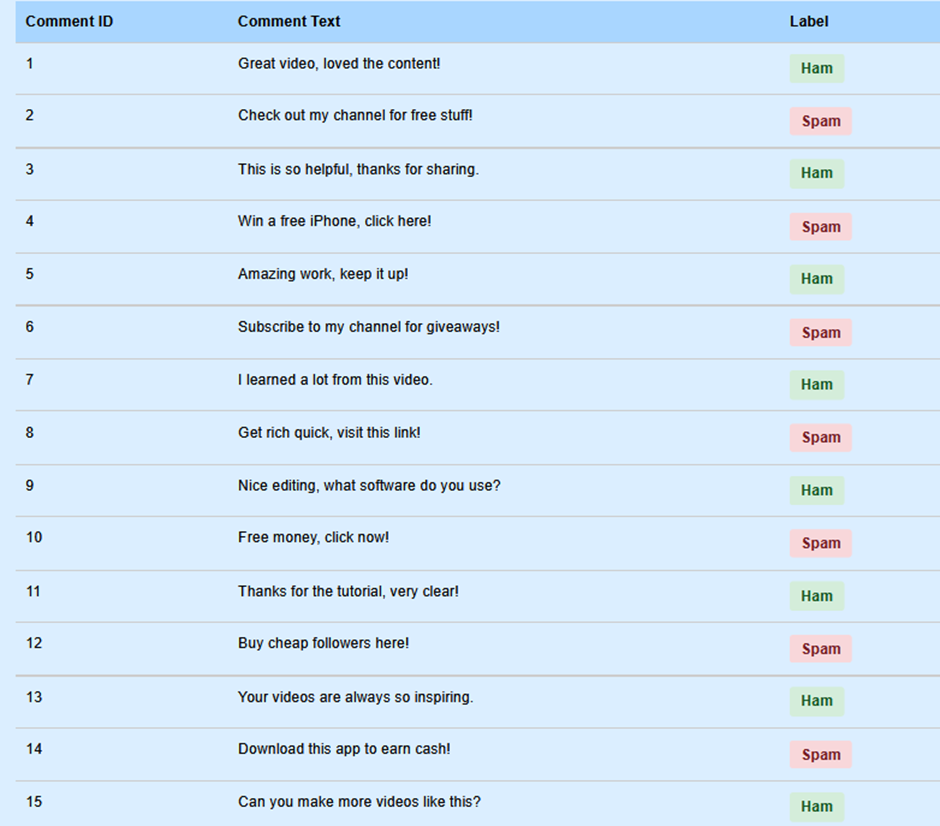 Comment ID Comment Text Label
1 Great video, loved the content! Ham
2 Check out my channel for free stuff! Spam
3 This is so helpful, thanks for sharing. Ham
4 Win a free iPhone, click here! Spam
5 Amazing work, keep it up! Ham
6 Subscribe to my channel for giveaways! Spam
7 I learned a lot from this video. Ham
8 Get rich quick, visit this link! Spam
9 Nice editing, what software do you use? Ham
10 Free money, click now! Spam
11 Thanks for the tutorial, very clear! Ham
12 Buy cheap followers here! Spam
13 Your videos are always so inspiring. Ham
14 Download this app to earn cash! Spam
15 Can you make more videos like this? Ham